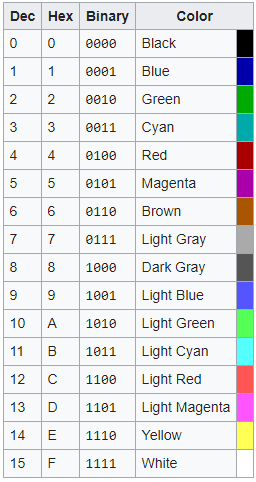 Dec Hex Binary Color
0 0 0000 Black
1 1 0001 Blue
2 2 0010 Green
3 3 0011 Cyan
4 4 0100 Red
5 5 0101 Magenta
6 6 0110 Brown
7 7 0111 Light Gray
8 8 1000 Dark Gray
9 9 1001 Light Blue
10 A 1010 Light Green
11 B 1011 Light Cyan
12 C 1100 Light Red
13 D 1101 Light Magenta
14 E 1110 Yellow
15 F 1111 White